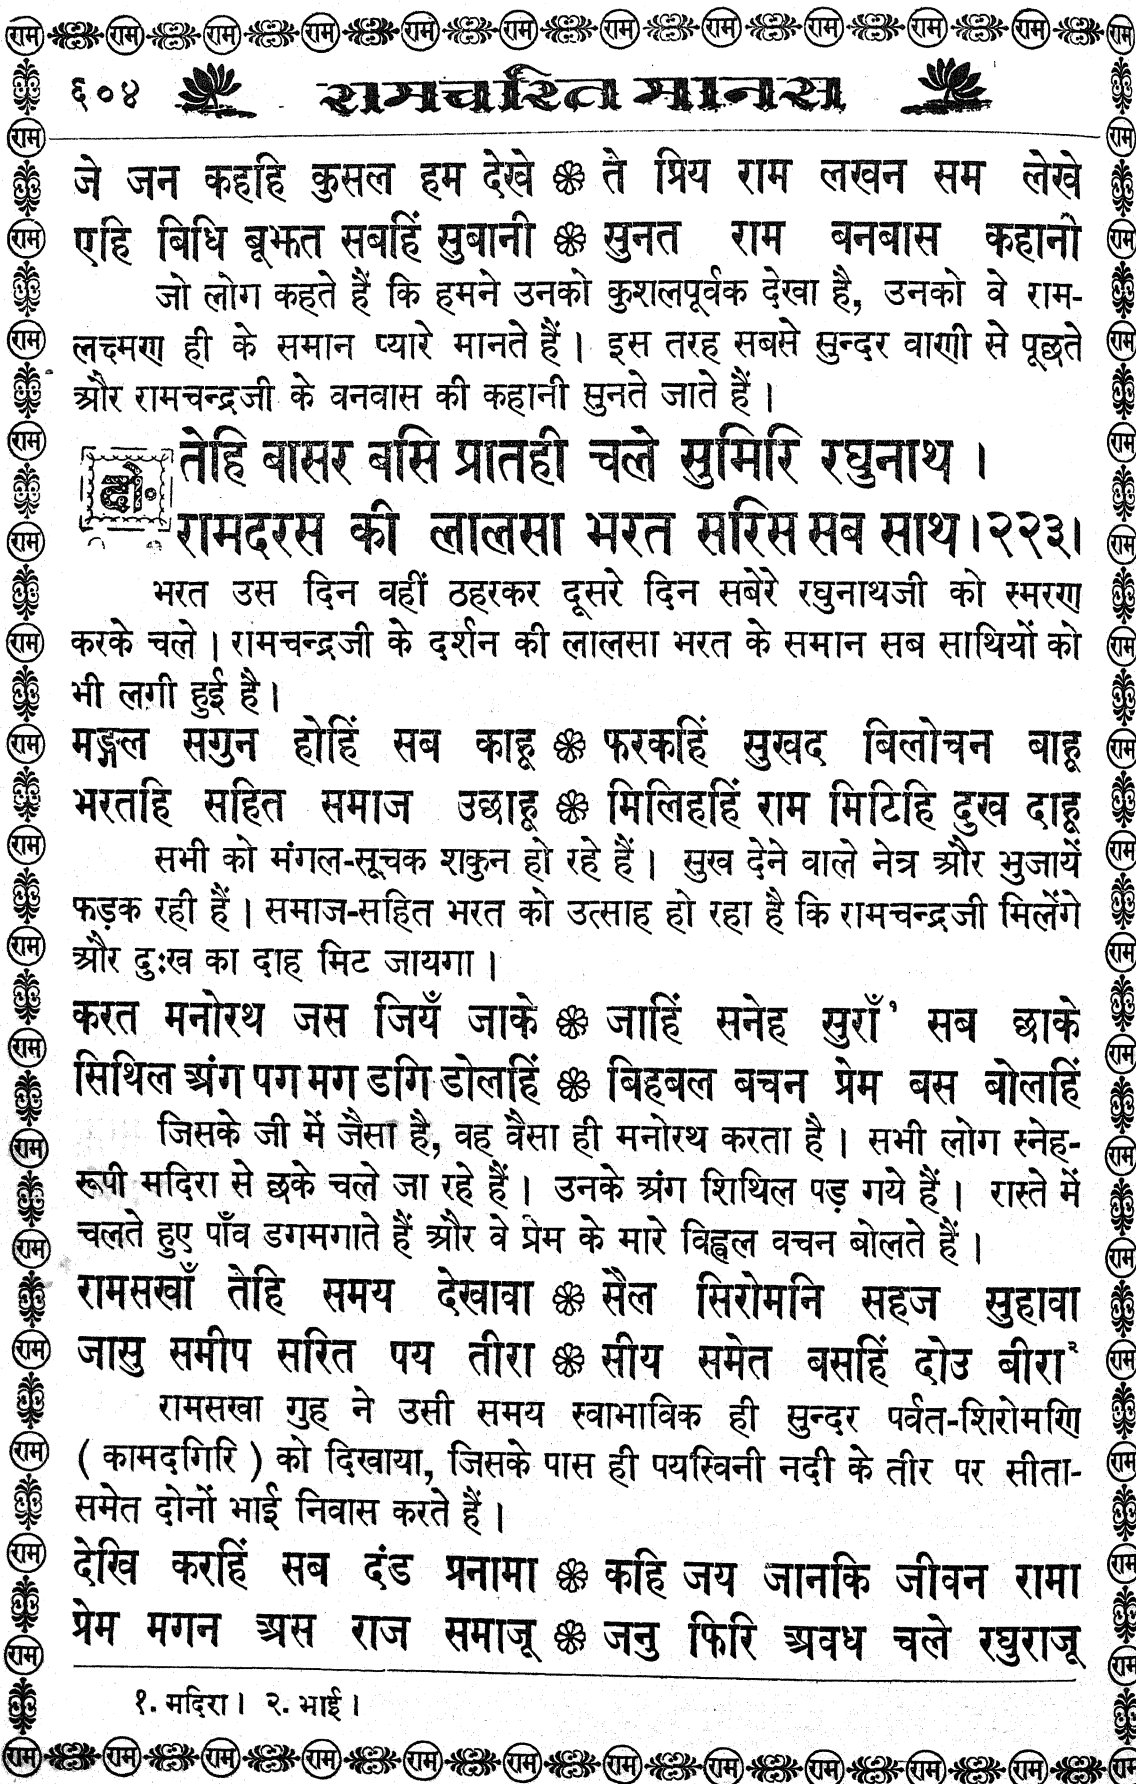 ६०४ रामचरित मानस
जे जन कहहि कुसल हम देखे ❀ ते प्रिय राम लखन सम लेखे
एहि बिधि बूझत सबहिं सुबानी ❀ सुनत राम बनबास कहानी
जो लोग कहते हैं कि हमने उनको कुशलपूर्वक देखा है, उनको वे राम-
लक्ष्मण ही के समान प्यारे मानते हैं। इस तरह सबसे सुन्दर वाणी से पूछते
और रामचन्द्रजी के वनवास की कहानी सुनते जाते हैं।
दो॰ तेहि बासर बसि प्रातही चले सुमिरि रघुनाथ ।
रामदरस की लालसा भरत सरिस सब साथ।२२३।
भरत उस दिन वहीं ठहरकर दूसरे दिन सबेरे रघुनाथजी को स्मरण
करके चले। रामचन्द्रजी के दर्शन की लालसा भरत के समान सब साथियों को
भी लगी हुई है।
मङ्गल सगुन होहिं सब काहू ❀ फरकहिं सुखद बिलोचन बाहू
भरतहि सहित समाज उछाहू ❀ मिलिहहिं राम मिटिहि दुख दाहू
सभी को मंगल-सूचक शकुन हो रहे हैं। सुख देने वाले नेत्र और भुजायें
फड़क रही हैं। समाज-सहित भरत को उत्साह हो रहा है कि रामचन्द्रजी मिलेंगे
और दुःख का दाह मिट जायगा।
करत मनोरथ जस जियँ जाके ❀ जाहिं सनेह सुराँ¹ सब छाके
सिथिल अंग पग मग डगि डोलहिं ❀ बिहबल बचन प्रेम बस बोलहिं
जिसके जी में जैसा है, वह वैसा ही मनोरथ करता है। सभी लोग स्नेह-
रूपी मदिरा से छके चले जा रहे हैं। उनके अंग शिथिल पड़ गये हैं। रास्ते में
चलते हुए पाँव डगमगाते हैं और वे प्रेम के मारे विह्वल वचन बोलते हैं।
रामसखाँ तेहि समय देखावा ❀ सैल सिरोमनि सहज सुहावा
जासु समीप सरित पय तीरा ❀ सीय समेत बसहिं दोउ बीरा²
रामसखा गुह ने उसी समय स्वाभाविक ही सुन्दर पर्वत-शिरोमणि
( कामदगिरि ) को दिखाया, जिसके पास ही पयस्विनी नदी के तीर पर सीता-
समेत दोनों भाई निवास करते हैं।
देखि करहिं सब दंड प्रनामा ❀ कहि जय जानकि जीवन रामा
प्रेम मगन अस राज समाजू ❀ जनु फिरि अवध चले रघुराजू
१. मदिरा। २. भाई।